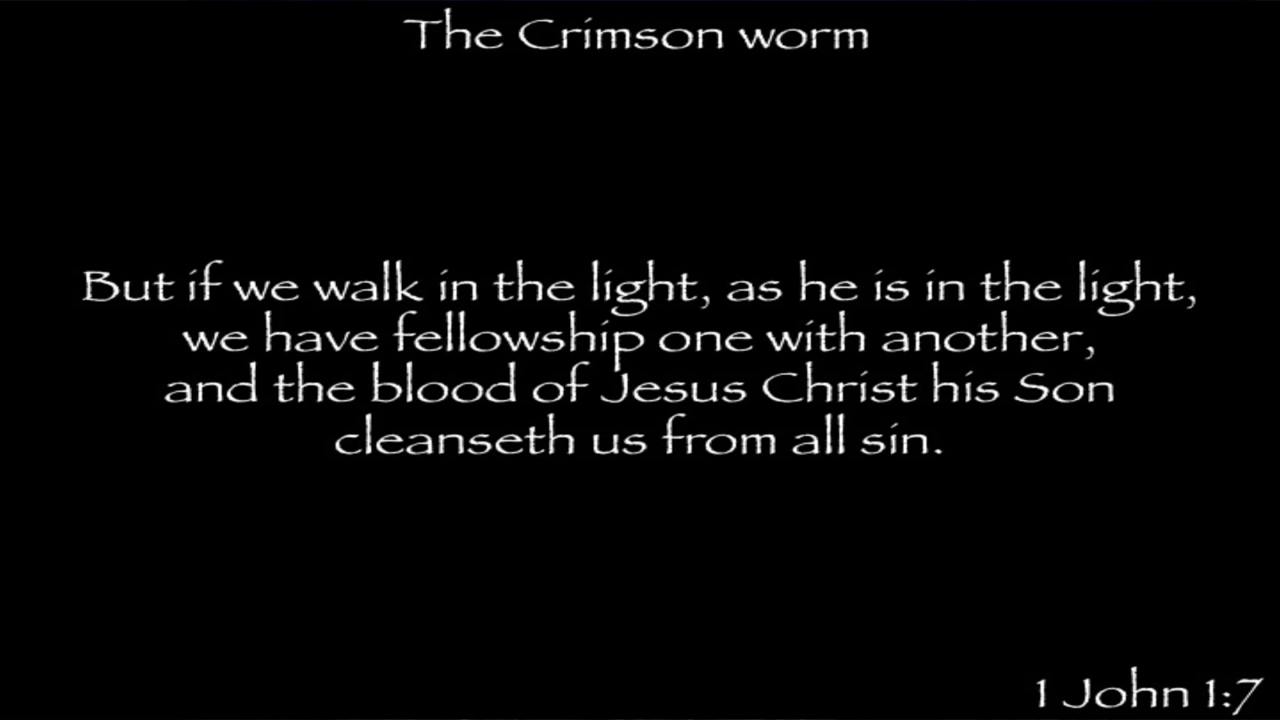 The Crimson worm
But if we walk in the light, as he is in the light,
we have fellowship one with another,
and the blood of Jesus Christ his Son
cleanseth us from all sin.
1 John 1:7